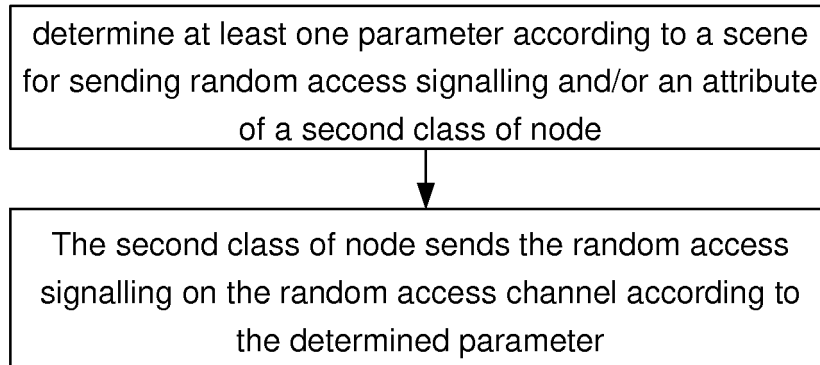 determine at least one parameter according to a scene
for sending random access signalling and/or an attribute
of a second class of node
The second class of node sends the random access
signalling on the random access channel according to
the determined parameter